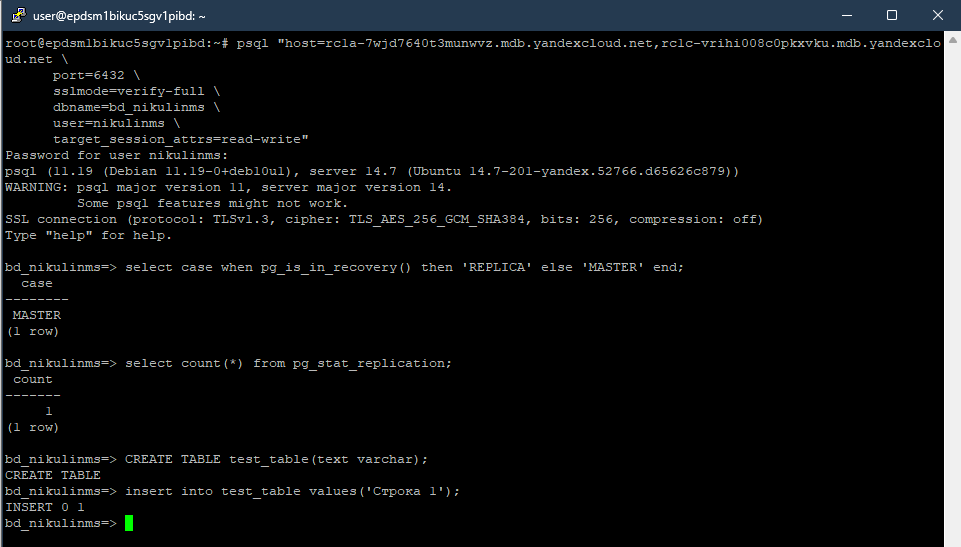 user@epdsm1bikuc5sgv1pibd: ~
root@epdsm1bikuc5sgv1pibd:~# psql "host=rc1a-7wjd7640t3munwvz.mdb.yandexcloud.net,rc1c-vrihi008c0pkxvku.mdb.yandexclo
ud.net \
      port=6432 \
      sslmode=verify-full \
      dbname=bd_nikulinms \
      user=nikulinms \
      target_session_attrs=read-write"
Password for user nikulinms:
psql (11.19 (Debian 11.19-0+deb10u1), server 14.7 (Ubuntu 14.7-201-yandex.52766.d65626c879))
WARNING: psql major version 11, server major version 14.
         Some psql features might not work.
SSL connection (protocol: TLSv1.3, cipher: TLS_AES_256_GCM_SHA384, bits: 256, compression: off)
Type "help" for help.

bd_nikulinms=> select case when pg_is_in_recovery() then 'REPLICA' else 'MASTER' end;
  case
--------
 MASTER
(1 row)

bd_nikulinms=> select count(*) from pg_stat_replication;
 count
-------
     1
(1 row)

bd_nikulinms=> CREATE TABLE test_table(text varchar);
CREATE TABLE
bd_nikulinms=> insert into test_table values('Строка 1');
INSERT 0 1
bd_nikulinms=>